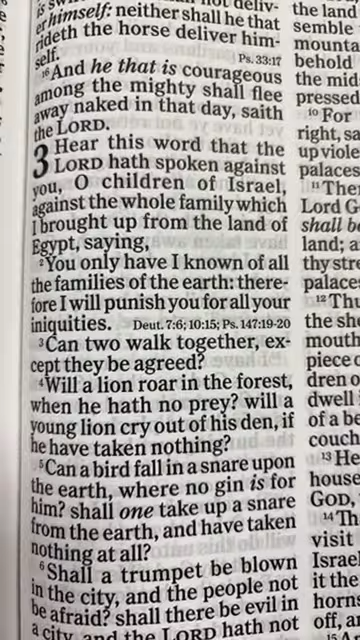 not deliv-
er himself: neither shall he that
rideth the horse deliver him-
self. Ps. 33:17
16 And he that is courageous
among the mighty shall flee
away naked in that day, saith
the LORD.
3 Hear this word that the
LORD hath spoken against
you, O children of Israel,
against the whole family which
I brought up from the land of
Egypt, saying,
2 You only have I known of all
the families of the earth: there-
fore I will punish you for all your
iniquities. Deut. 7:6; 10:15; Ps. 147:19-20
3 Can two walk together, ex-
cept they be agreed?
4 Will a lion roar in the forest,
when he hath no prey? will a
young lion cry out of his den, if
he have taken nothing?
5 Can a bird fall in a snare upon
the earth, where no gin is for
him? shall one take up a snare
from the earth, and have taken
nothing at all?
6 Shall a trumpet be blown
in the city, and the people not
be afraid? shall there be evil in
a city, and the LORD hath not
the land
semble
mounta
behold
the mid
pressed
10 For
right, sa
up viole
palaces
11 Ther
Lord G
shall be
land; a
thy stre
palace
12 Thu
the she
mouth
piece o
dren o
dwell i
of a be
couch
13 He
house
GOD,
14 Th
visit
Israel
it the
horns
off, a